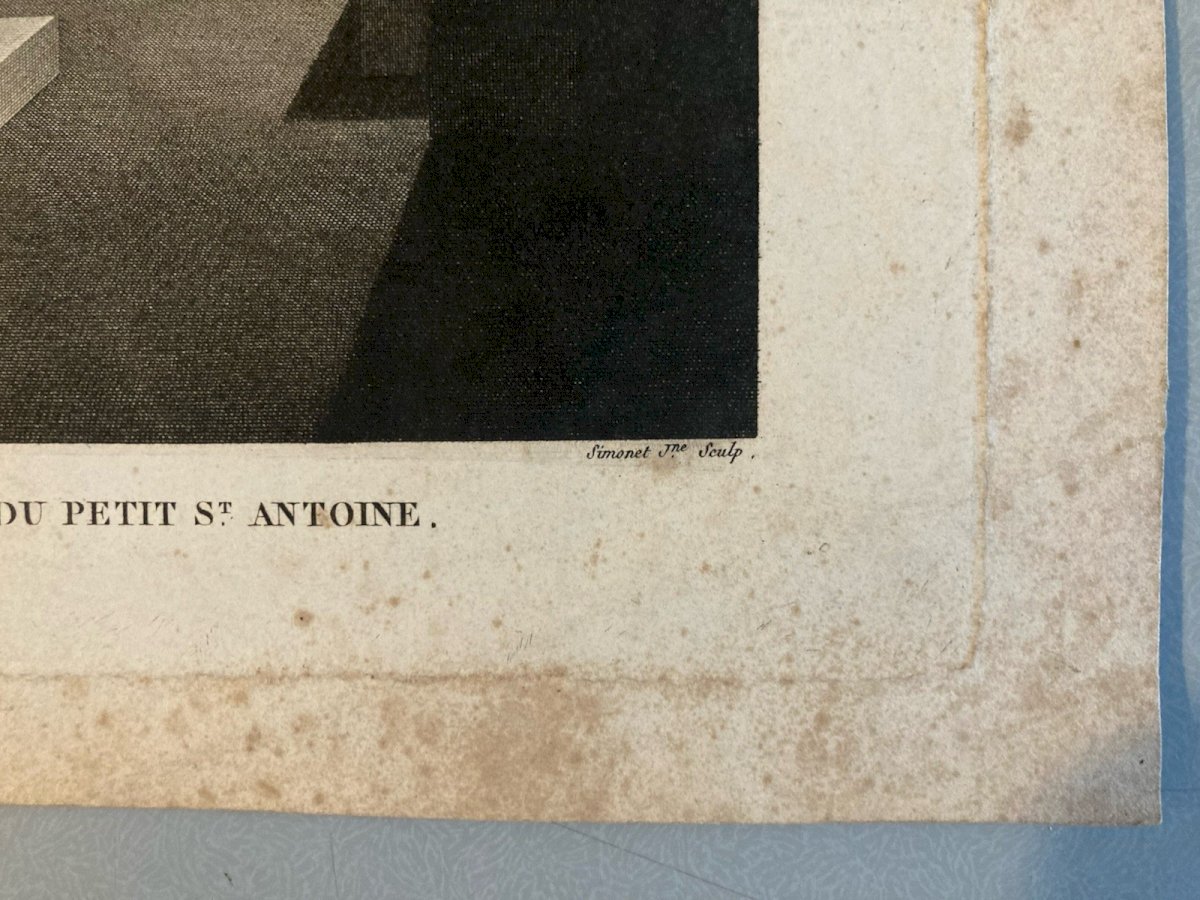 Simonet Jne Sculp.
DU PETIT ST. ANTOINE.